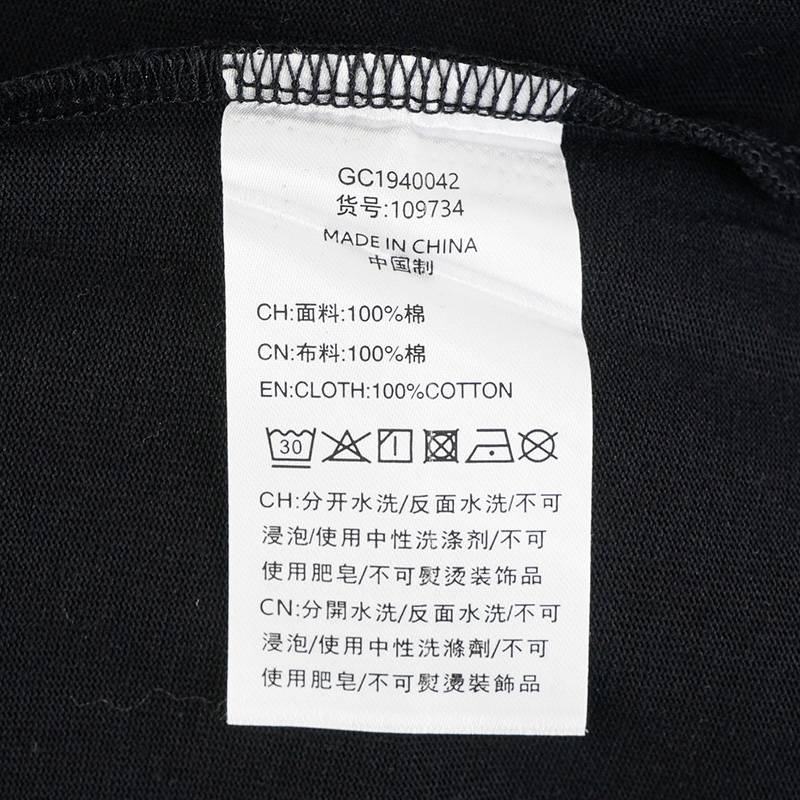 GC1940042
货号:109734
MADE IN CHINA
中国制
CH:面料:100%棉
CN:布料:100%棉
EN:CLOTH:100%COTTON
30
CH:分开水洗/反面水洗/不可
浸泡/使用中性洗涤剂/不可
使用肥皂/不可熨烫装饰品
CN:分開水洗/反面水洗/不可
浸泡/使用中性洗滌劑/不可
使用肥皂/不可熨燙裝飾品